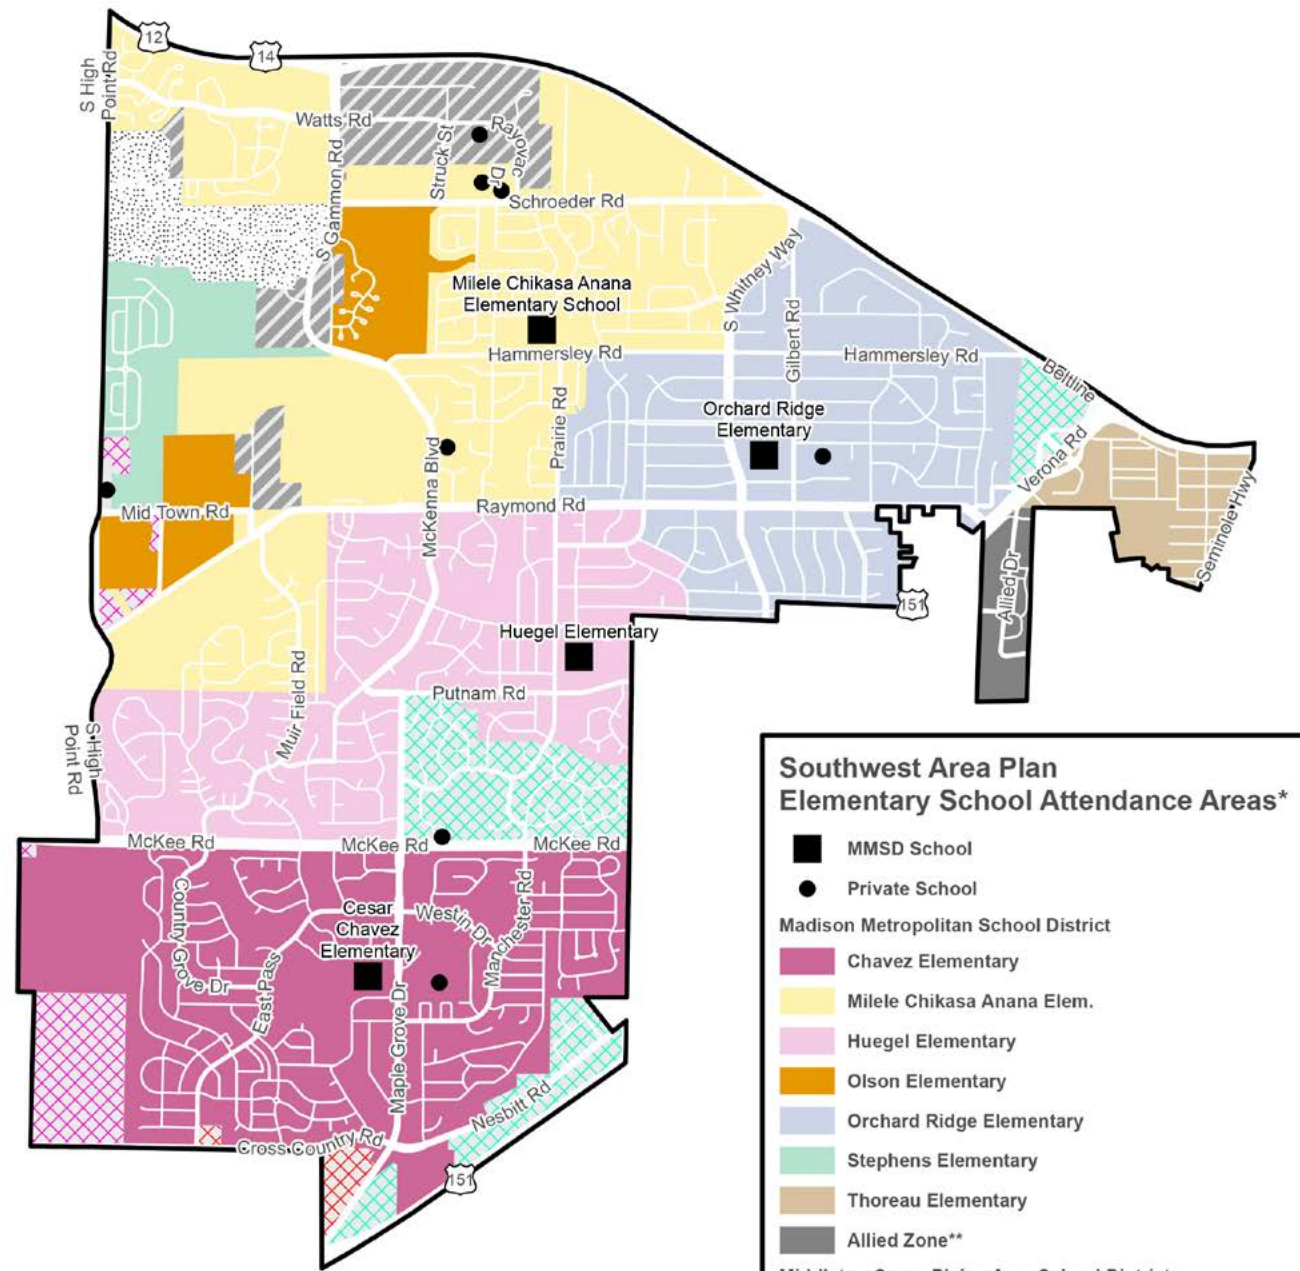 12
14
S High
Point Rd
Watts Rd
Struck St
Rayovac
Dr
S Gammon Rd
Schroeder Rd
Milele Chikasa Anana
Elementary School
S Whitney Way
Gilbert Rd
Hammersley Rd
Hammersley Rd
Beltline
Prairie Rd
Orchard Ridge
Elementary
McKenna Blvd
Verona Rd
Seminole Hwy
Mid Town Rd
Raymond Rd
Allied Dr
151
Huegel Elementary
Muir Field Rd
Putnam Rd
S High
Point Rd
McKee Rd
McKee Rd
McKee Rd
Country Grove Dr
Cesar
Chavez
Elementary
Westin Dr
Manchester Rd
East Pass
Maple Grove Dr
Nesbitt Rd
Cross Country Rd
151
Southwest Area Plan
Elementary School Attendance Areas*
MMSD School
Private School
Madison Metropolitan School District
Chavez Elementary
Milele Chikasa Anana Elem.
Huegel Elementary
Olson Elementary
Orchard Ridge Elementary
Stephens Elementary
Thoreau Elementary
Allied Zone**